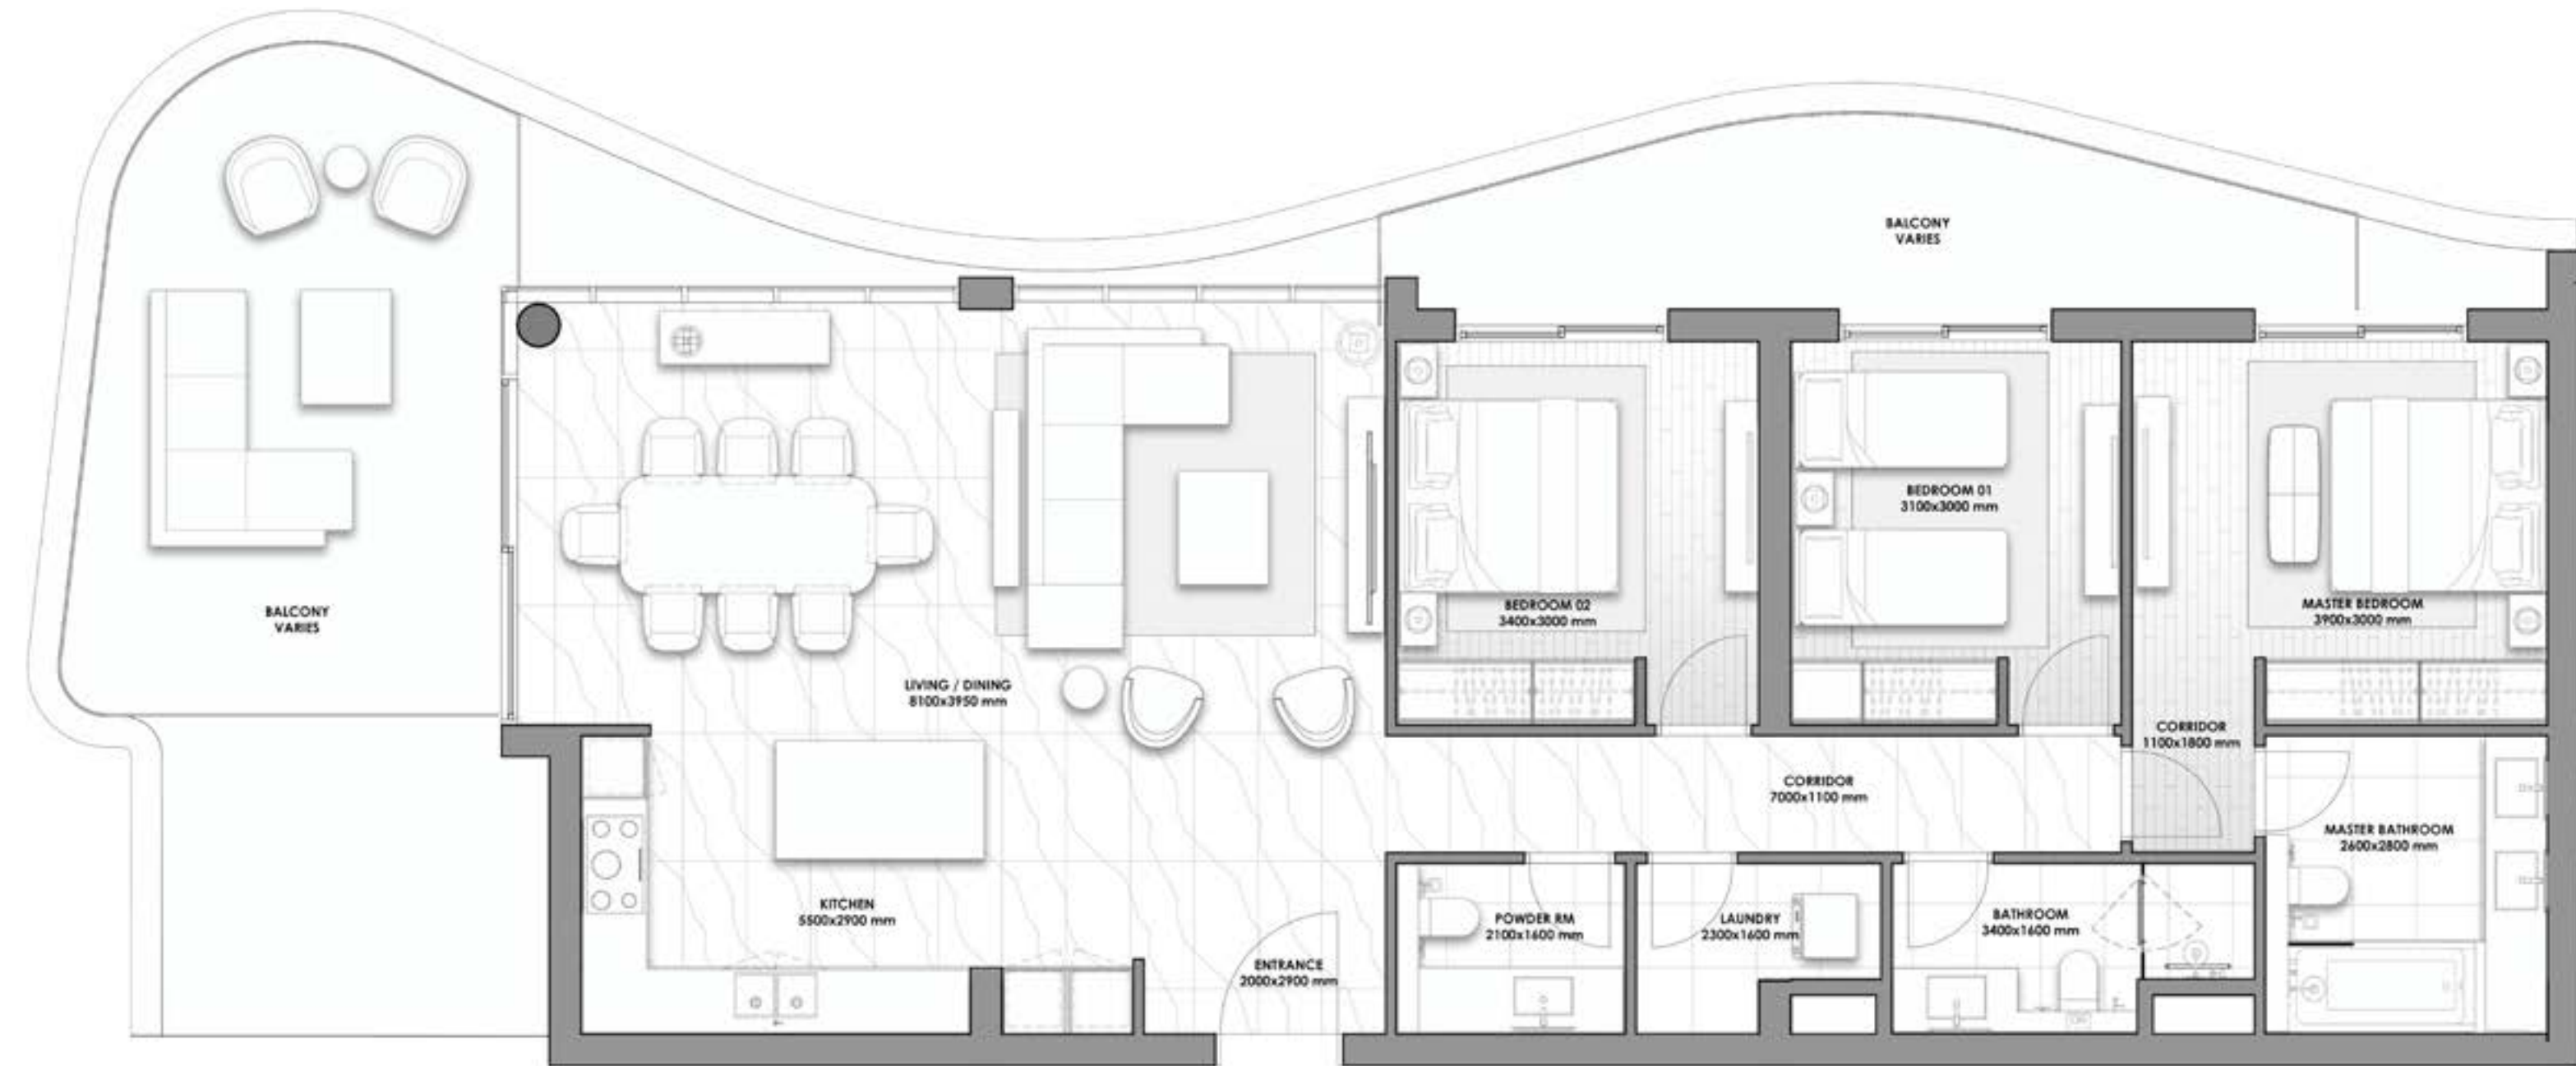 BALCONY
VARIES
BEDROOM 01
3100x3000 mm
BEDROOM 02
3400x3000 mm
MASTER BEDROOM
3900x3000 mm
BALCONY
VARIES
LIVING / DINING
8100x3950 mm
CORRIDOR
1100x1800 mm
CORRIDOR
7000x1100 mm
MASTER BATHROOM
2600x2800 mm
KITCHEN
5500x2900 mm
POWDER RM
2100x1600 mm
LAUNDRY
2300x1600 mm
BATHROOM
3400x1600 mm
ENTRANCE
2000x2900 mm